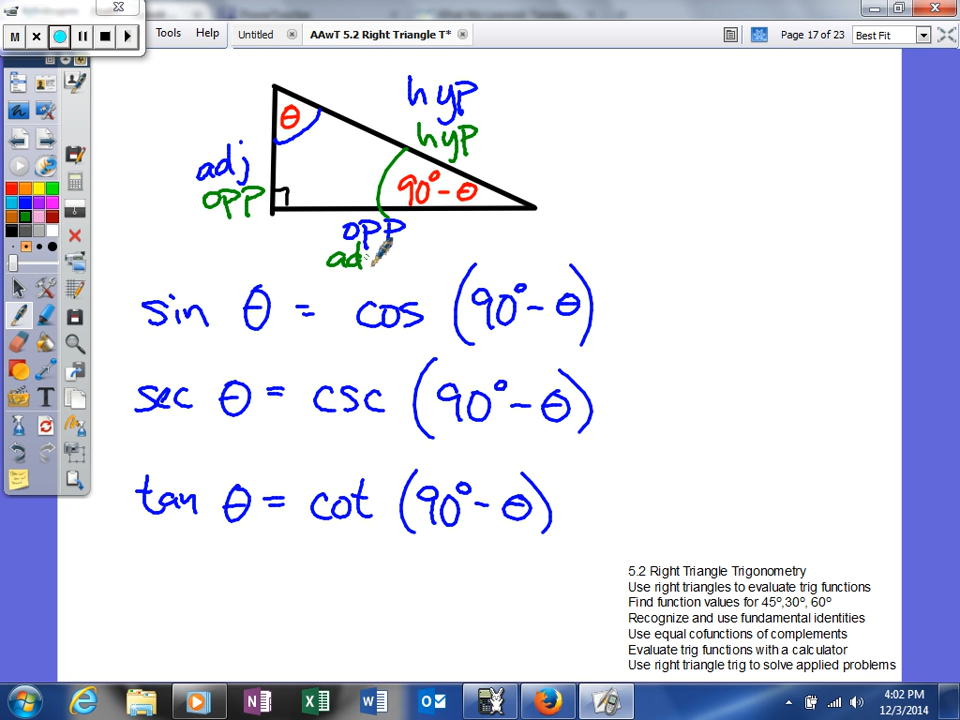 M
Tools Help Untitled AAwT 5.2 Right Triangle T* Page 17 of 23 Best Fit
θ
hyp
hyp
adj
opp
90° - θ
opp
ad
sin θ = cos (90° - θ)
sec θ = csc (90° - θ)
tan θ = cot (90° - θ)
5.2 Right Triangle Trigonometry
Use right triangles to evaluate trig functions
Find function values for 45°,30°, 60°
Recognize and use fundamental identities
Use equal cofunctions of complements
Evaluate trig functions with a calculator
Use right triangle trig to solve applied problems
4:02 PM
12/3/2014